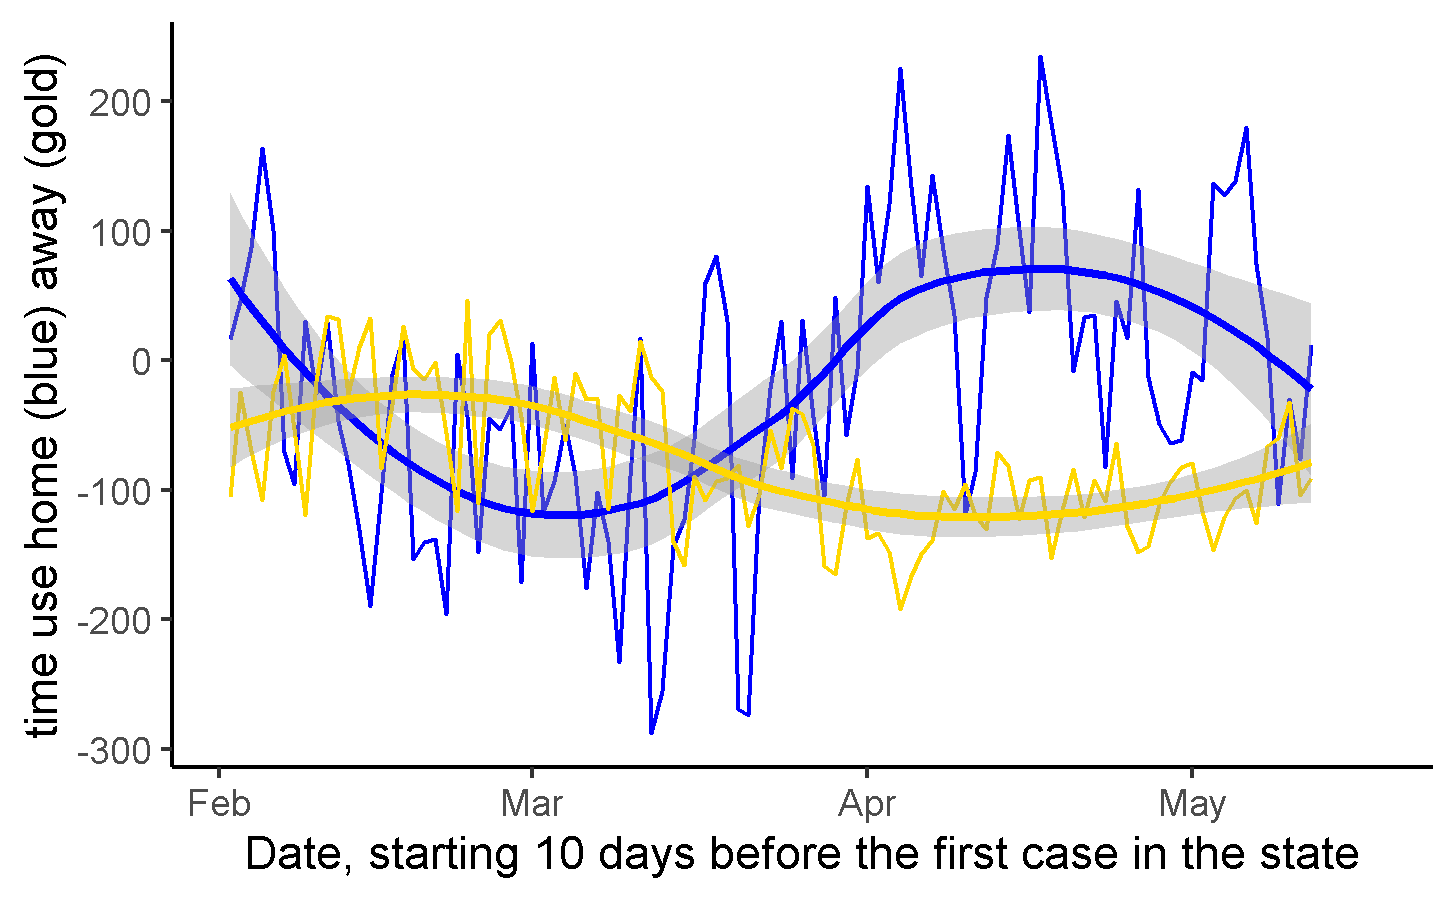 time use home (blue) away (gold)
200
100
0
-100
-200
-300
Feb
Mar
Apr
May
Date, starting 10 days before the first case in the state